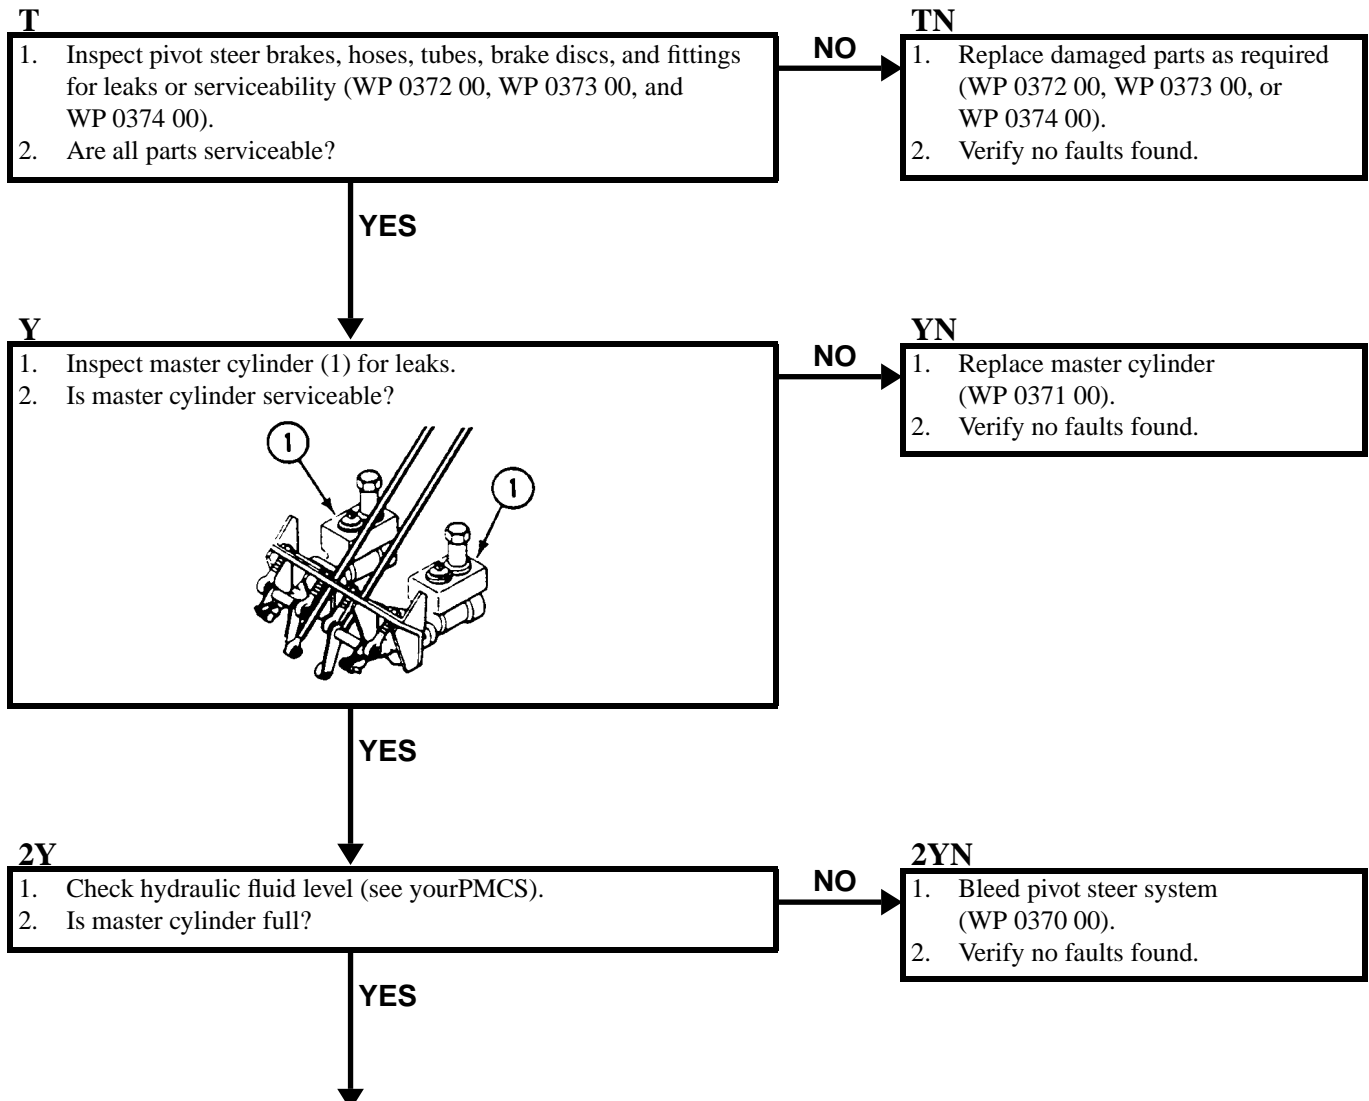 T
1. Inspect pivot steer brakes, hoses, tubes, brake discs, and fittings
for leaks or serviceability (WP 0372 00, WP 0373 00, and
WP 0374 00).
2. Are all parts serviceable?
NO
TN
1. Replace damaged parts as required
(WP 0372 00, WP 0373 00, or
WP 0374 00).
2. Verify no faults found.
YES
Y
1. Inspect master cylinder (1) for leaks.
2. Is master cylinder serviceable?
1
1
NO
YN
1. Replace master cylinder
(WP 0371 00).
2. Verify no faults found.
YES
2Y
1. Check hydraulic fluid level (see yourPMCS).
2. Is master cylinder full?
NO
2YN
1. Bleed pivot steer system
(WP 0370 00).
2. Verify no faults found.
YES